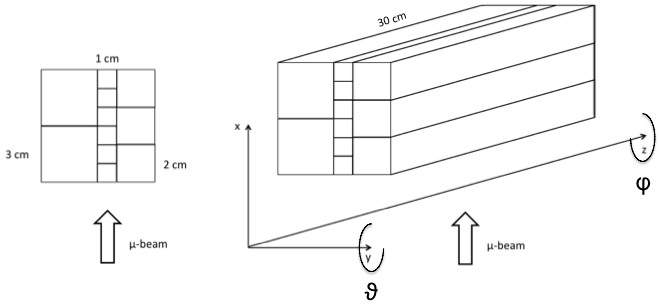 1 cm
3 cm
2 cm
μ-beam
30 cm
x
z
φ
y
ϑ
μ-beam